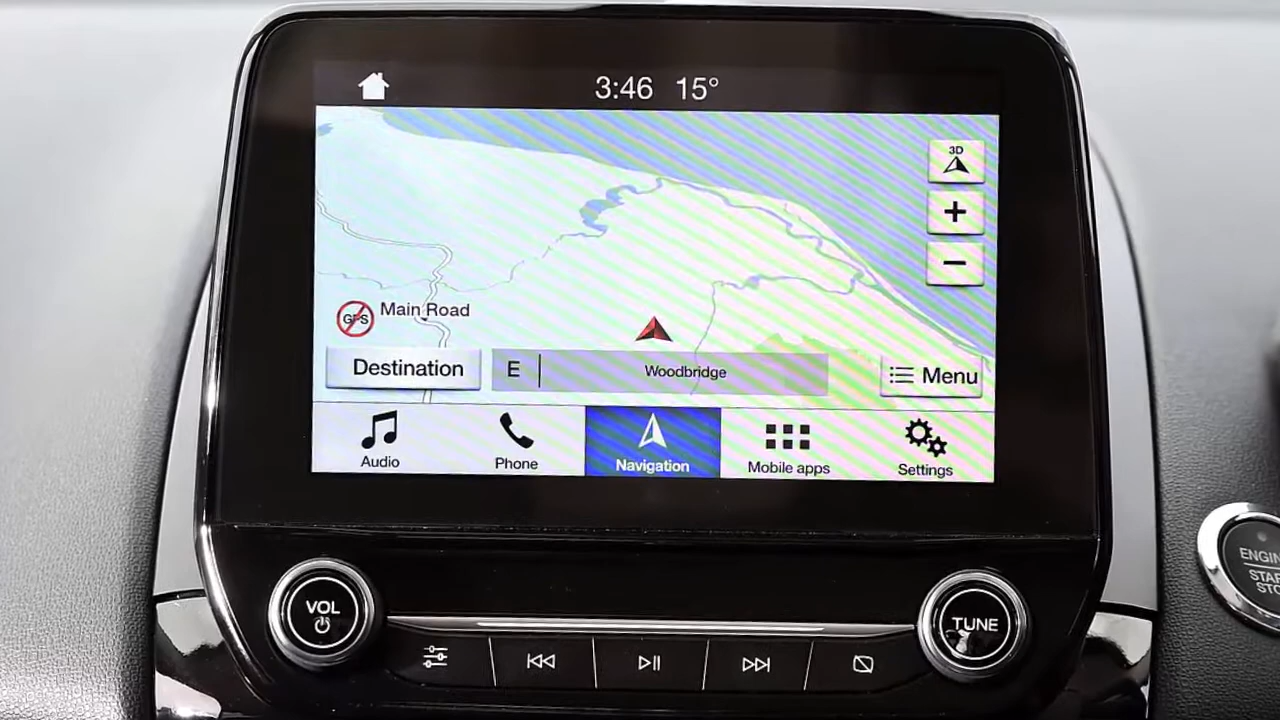 3:46 15°
3D
+
−
GPS
Main Road
Destination
E
Woodbridge
Menu
Audio
Phone
Navigation
Mobile apps
Settings
VOL
TUNE